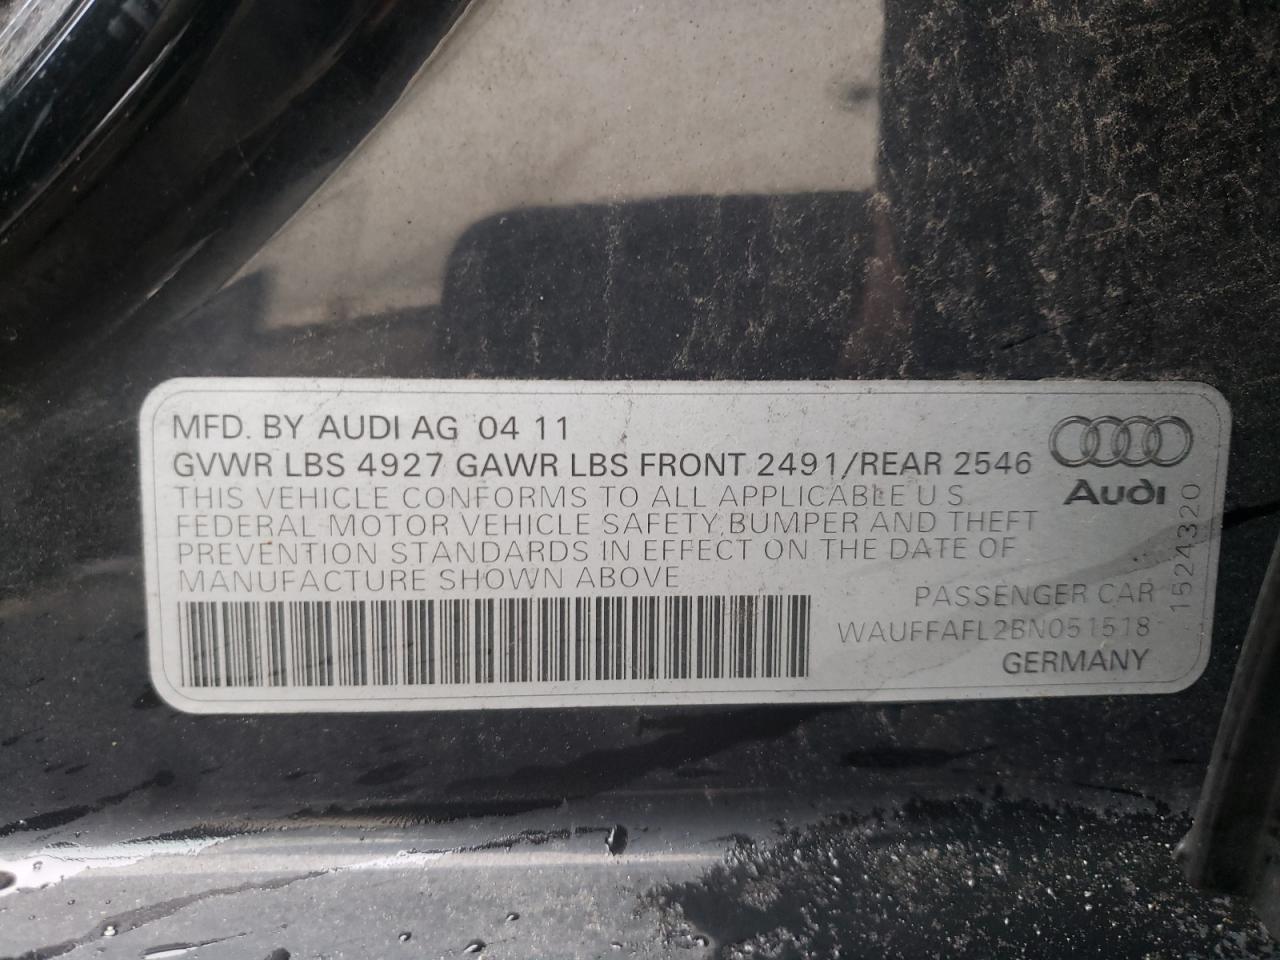 MFD. BY AUDI AG 04 11
GVWR LBS 4927 GAWR LBS FRONT 2491/REAR 2546
THIS VEHICLE CONFORMS TO ALL APPLICABLE U.S.
FEDERAL MOTOR VEHICLE SAFETY, BUMPER AND THEFT
PREVENTION STANDARDS IN EFFECT ON THE DATE OF
MANUFACTURE SHOWN ABOVE
Audi
PASSENGER CAR
WAUFFAFL2BN051518
GERMANY
1524320